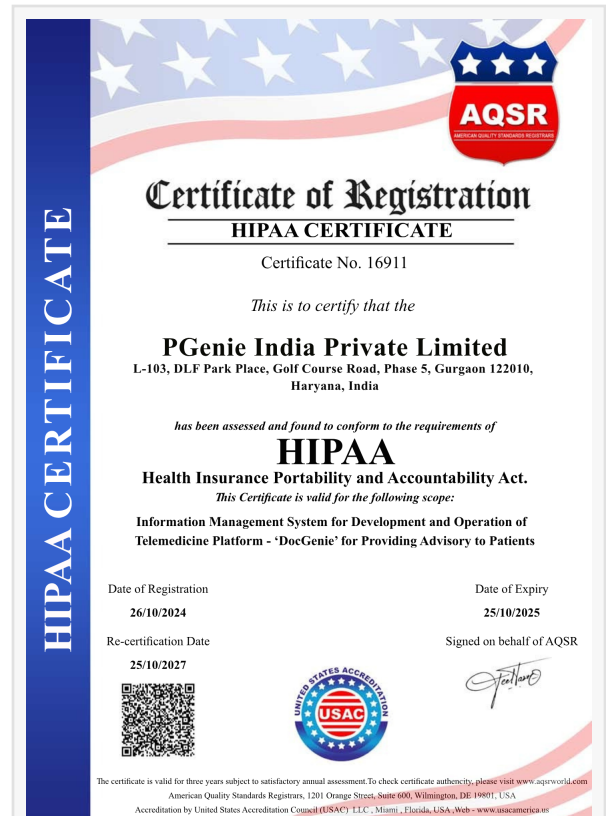 HIPAA CERTIFICATE
AQSR
AMERICAN QUALITY STANDARDS REGISTRARS
Certificate of Registration
HIPAA CERTIFICATE
Certificate No. 16911
This is to certify that the
PGenie India Private Limited
L-103, DLF Park Place, Golf Course Road, Phase 5, Gurgaon 122010,
Haryana, India
has been assessed and found to conform to the requirements of
HIPAA
Health Insurance Portability and Accountability Act.
This Certificate is valid for the following scope:
Information Management System for Development and Operation of
Telemedicine Platform - ‘DocGenie’ for Providing Advisory to Patients
Date of Registration
26/10/2024
Re-certification Date
25/10/2027
Date of Expiry
25/10/2025
Signed on behalf of AQSR
UNITED STATES ACCREDITATION
USAC
The certificate is valid for three years subject to satisfactory annual assessment.To check certificate authencity, please visit www.aqsrworld.com
American Quality Standards Registrars, 1201 Orange Street, Suite 600, Wilmington, DE 19801, USA
Accreditation by United States Accreditation Council (USAC) LLC , Miami , Florida, USA ,Web - www.usacamerica.us